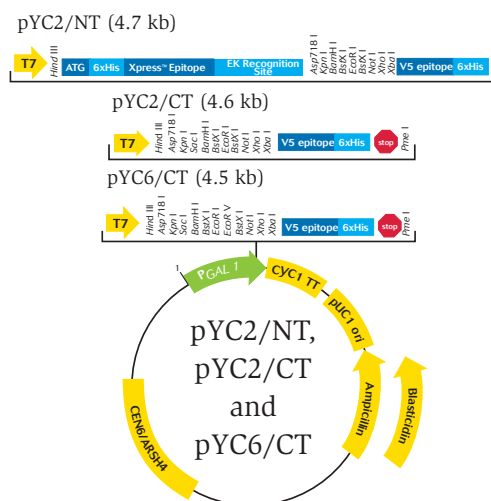 pYC2/NT (4.7 kb)
T7 Hind III ATG 6xHis Xpress™ Epitope EK Recognition Site Asp718 I Kpn I BamH I BstX I EcoR I BstX I Not I Xho I Xba I V5 epitope 6xHis
pYC2/CT (4.6 kb)
T7 Hind III Asp718 I Kpn I Sac I BamH I BstX I EcoR I BstX I Not I Xho I Xba I V5 epitope 6xHis stop Pme I
pYC6/CT (4.5 kb)
T7 Hind III Asp718 I Kpn I Sac I BamH I BstX I EcoR I EcoR V BstX I Not I Xho I Xba I V5 epitope 6xHis stop Pme I
1
PGAL 1
CYC1 TT
pUC1 ori
Ampicillin
Blasticidin
CEN6/ARSH4
pYC2/NT,
pYC2/CT
and
pYC6/CT